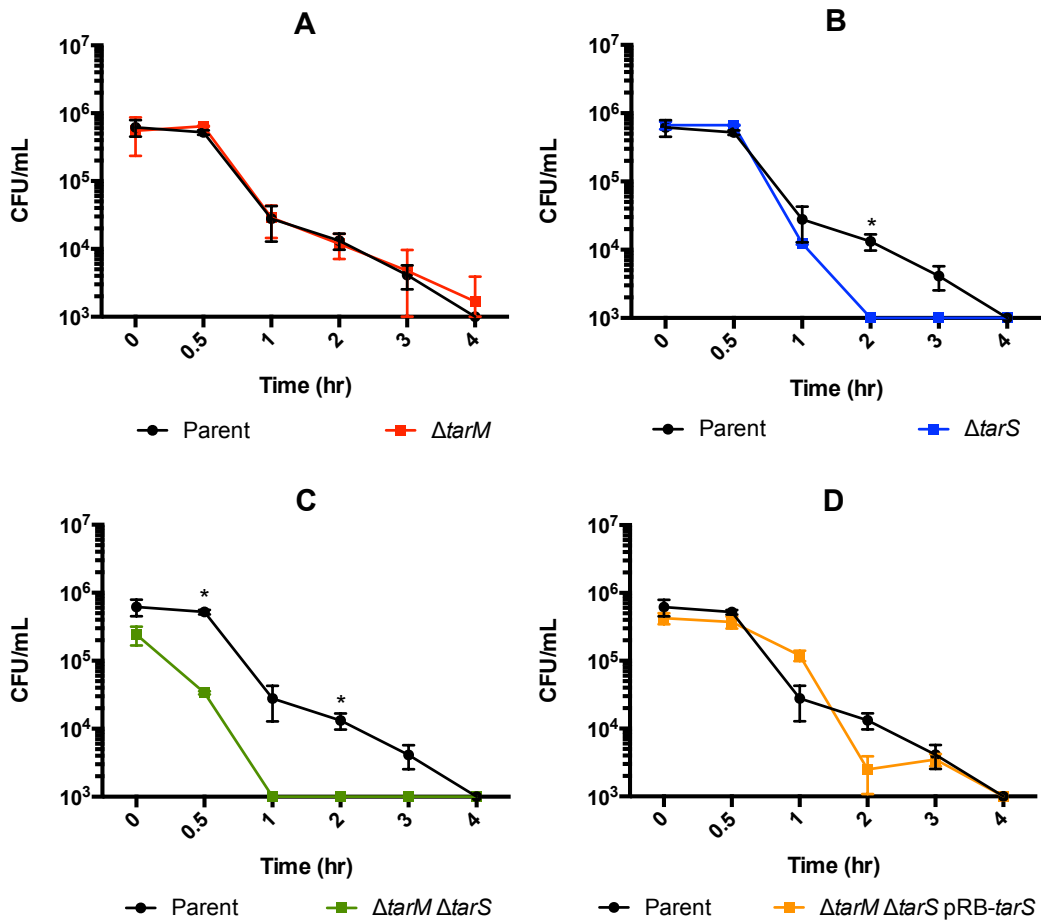 A
B
10⁷
10⁶
10⁵
10⁴
10³
CFU/mL
0
0.5
1
2
3
4
Time (hr)
Parent
ΔtarM
10⁷
10⁶
10⁵
10⁴
10³
CFU/mL
*
0
0.5
1
2
3
4
Time (hr)
Parent
ΔtarS
C
D
10⁷
10⁶
10⁵
10⁴
10³
CFU/mL
*
*
0
0.5
1
2
3
4
Time (hr)
Parent
ΔtarM ΔtarS
10⁷
10⁶
10⁵
10⁴
10³
CFU/mL
0
0.5
1
2
3
4
Time (hr)
Parent
ΔtarM ΔtarS pRB-tarS